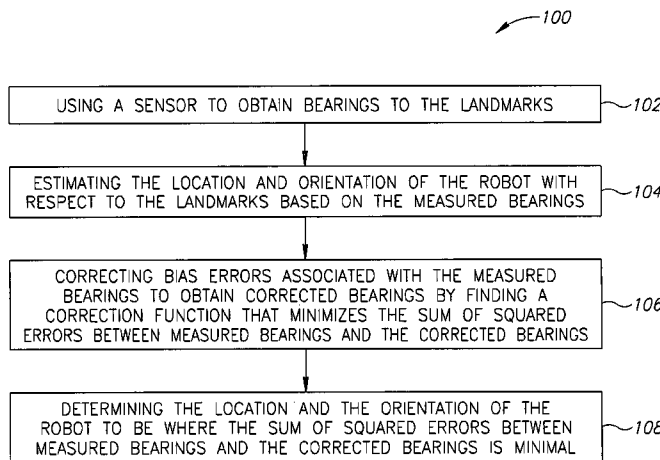 100
USING A SENSOR TO OBTAIN BEARINGS TO THE LANDMARKS
102
ESTIMATING THE LOCATION AND ORIENTATION OF THE ROBOT WITH
RESPECT TO THE LANDMARKS BASED ON THE MEASURED BEARINGS
104
CORRECTING BIAS ERRORS ASSOCIATED WITH THE MEASURED
BEARINGS TO OBTAIN CORRECTED BEARINGS BY FINDING A
CORRECTION FUNCTION THAT MINIMIZES THE SUM OF SQUARED
ERRORS BETWEEN MEASURED BEARINGS AND THE CORRECTED BEARINGS
106
DETERMINING THE LOCATION AND THE ORIENTATION OF THE
ROBOT TO BE WHERE THE SUM OF SQUARED ERRORS BETWEEN
MEASURED BEARINGS AND THE CORRECTED BEARINGS IS MINIMAL
108